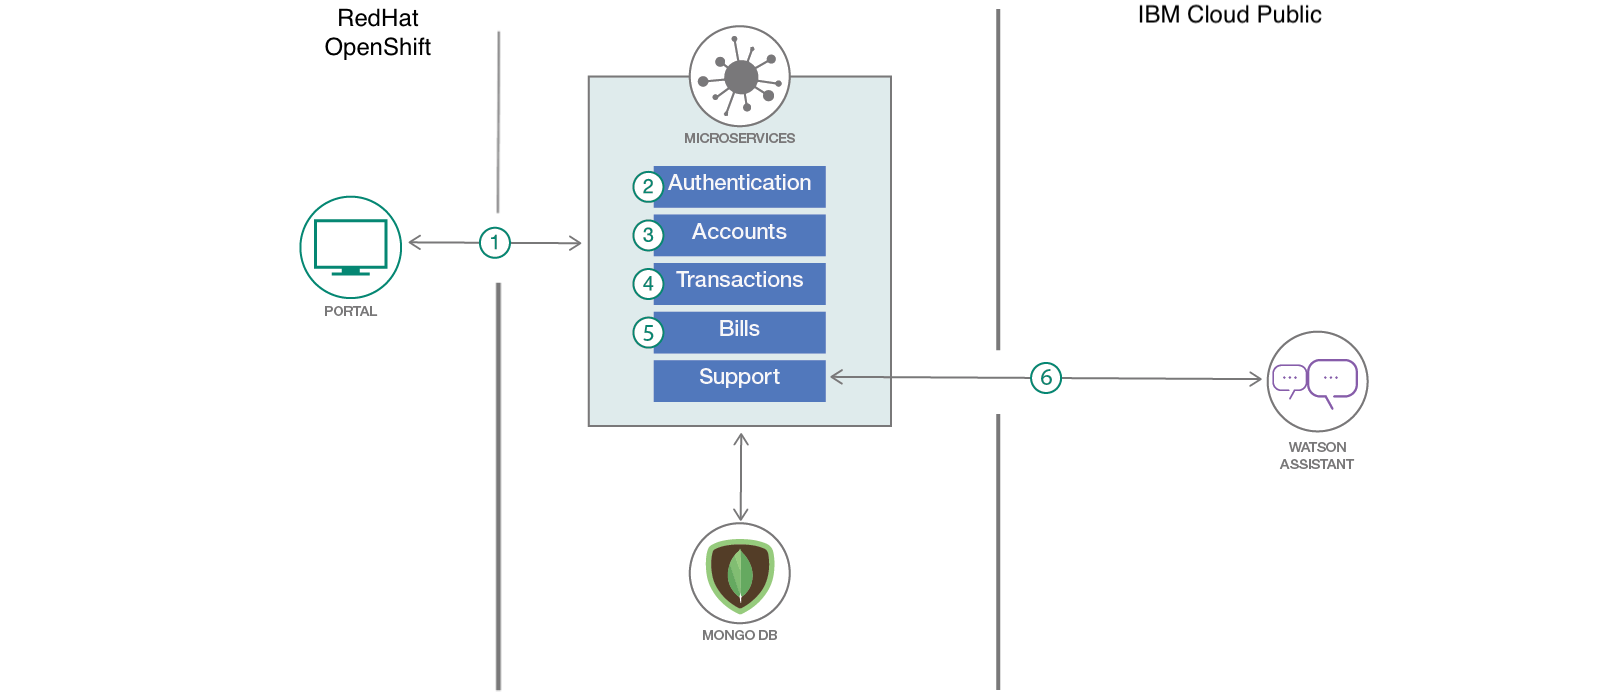 RedHat
OpenShift
IBM Cloud Public
MICROSERVICES
2 Authentication
3 Accounts
4 Transactions
5 Bills
Support
1
PORTAL
6
WATSON
ASSISTANT
MONGO DB